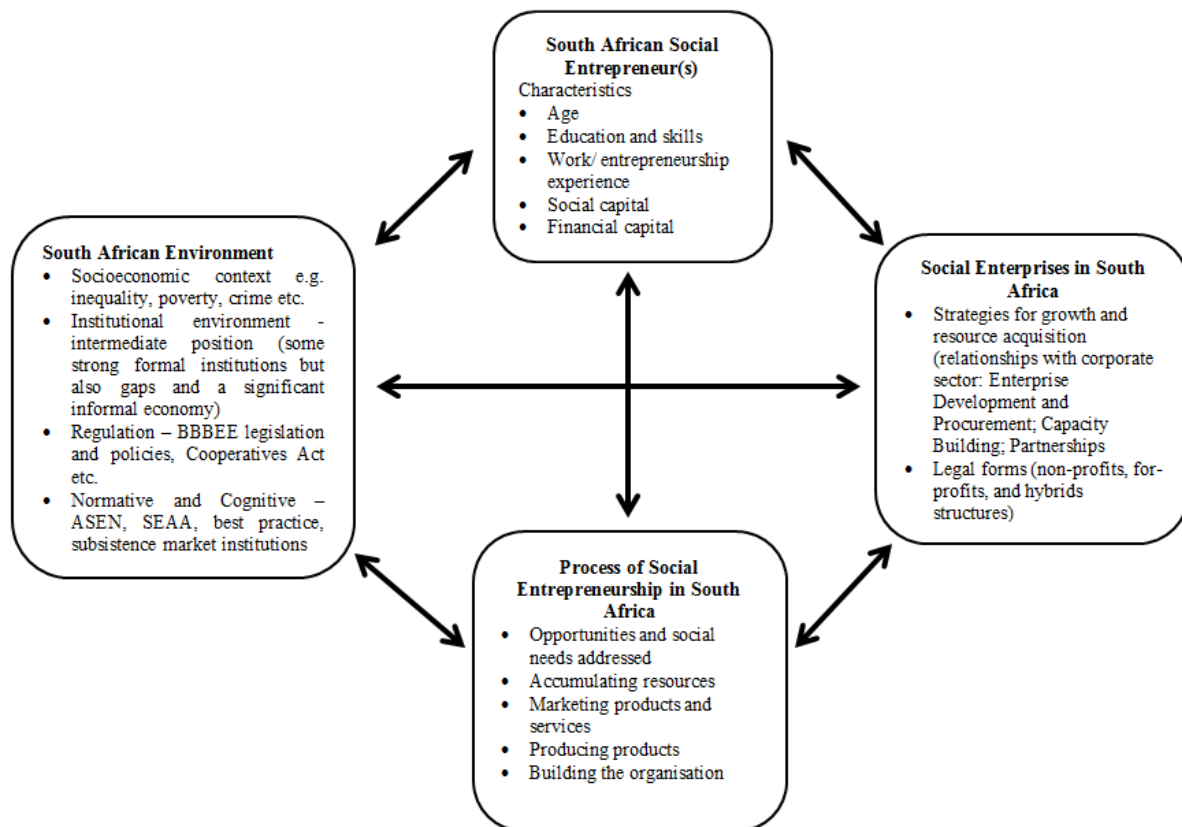 South African Social
Entrepreneur(s)
Characteristics
• Age
• Education and skills
• Work/ entrepreneurship
experience
• Social capital
• Financial capital
South African Environment
• Socioeconomic context e.g.
inequality, poverty, crime etc.
• Institutional environment -
intermediate position (some
strong formal institutions but
also gaps and a significant
informal economy)
• Regulation – BBBEE legislation
and policies, Cooperatives Act
etc.
• Normative and Cognitive –
ASEN, SEAA, best practice,
subsistence market institutions
Social Enterprises in South
Africa
• Strategies for growth and
resource acquisition
(relationships with corporate
sector: Enterprise
Development and
Procurement; Capacity
Building; Partnerships
• Legal forms (non-profits, for-
profits, and hybrids
structures)
Process of Social
Entrepreneurship in South
Africa
• Opportunities and social
needs addressed
• Accumulating resources
• Marketing products and
services
• Producing products
• Building the organisation